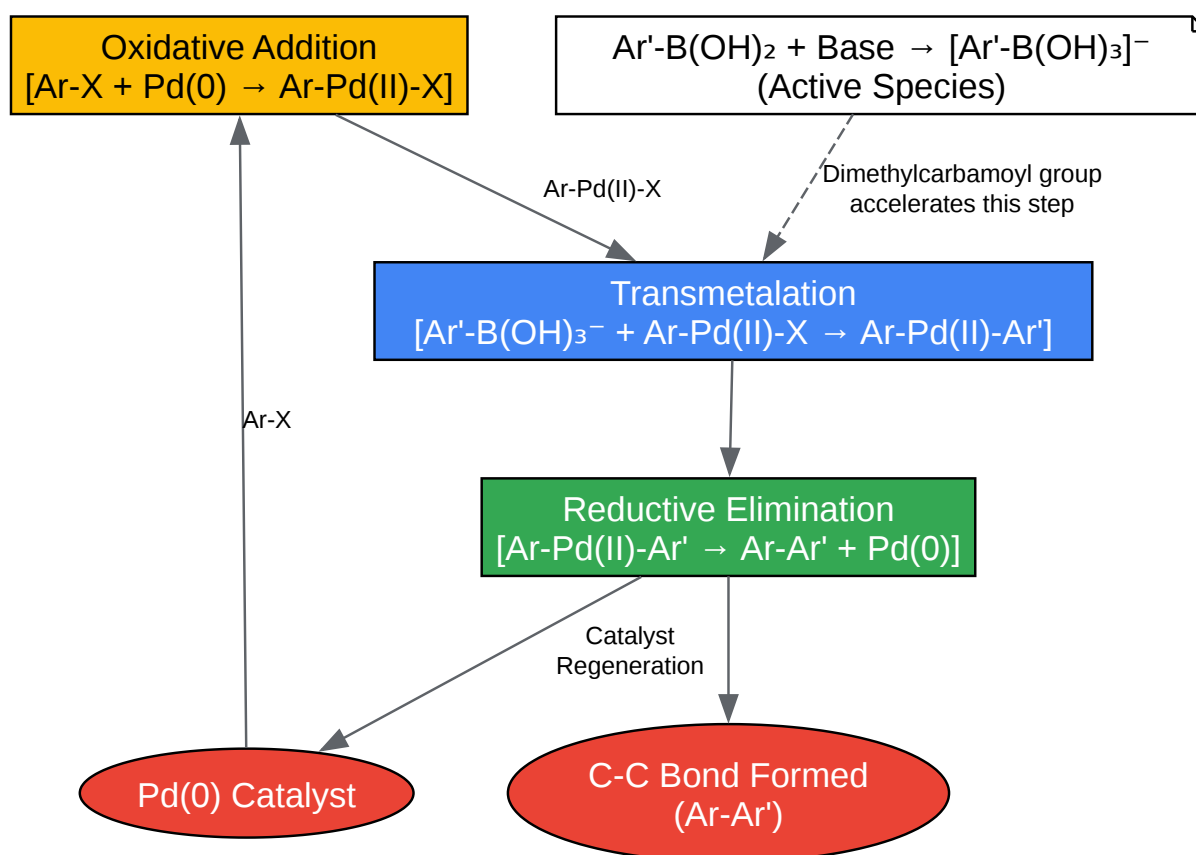 Oxidative Addition
[Ar-X + Pd(0) → Ar-Pd(II)-X]
Ar'-B(OH)₂ + Base → [Ar'-B(OH)₃]⁻
(Active Species)
Ar-Pd(II)-X
Dimethylcarbamoyl group
accelerates this step
Transmetalation
[Ar'-B(OH)₃⁻ + Ar-Pd(II)-X → Ar-Pd(II)-Ar']
Ar-X
Reductive Elimination
[Ar-Pd(II)-Ar' → Ar-Ar' + Pd(0)]
Catalyst
Regeneration
Pd(0) Catalyst
C-C Bond Formed
(Ar-Ar')